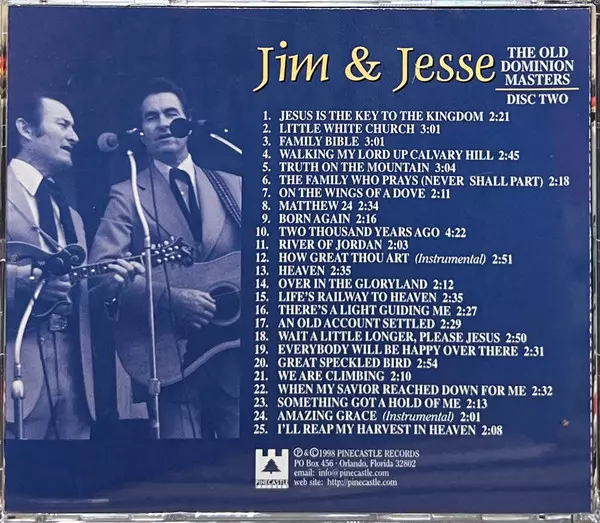 Jim & Jesse
THE OLD
DOMINION
MASTERS
DISC TWO
1. JESUS IS THE KEY TO THE KINGDOM 2:21
2. LITTLE WHITE CHURCH 3:01
3. FAMILY BIBLE 3:01
4. WALKING MY LORD UP CALVARY HILL 2:45
5. TRUTH ON THE MOUNTAIN 3:04
6. THE FAMILY WHO PRAYS (NEVER SHALL PART) 2:18
7. ON THE WINGS OF A DOVE 2:11
8. MATTHEW 24 2:34
9. BORN AGAIN 2:16
10. TWO THOUSAND YEARS AGO 4:22
11. RIVER OF JORDAN 2:03
12. HOW GREAT THOU ART (Instrumental) 2:51
13. HEAVEN 2:35
14. OVER IN THE GLORYLAND 2:12
15. LIFE'S RAILWAY TO HEAVEN 2:35
16. THERE'S A LIGHT GUIDING ME 2:27
17. AN OLD ACCOUNT SETTLED 2:29
18. WAIT A LITTLE LONGER, PLEASE JESUS 2:50
19. EVERYBODY WILL BE HAPPY OVER THERE 2:31
20. GREAT SPECKLED BIRD 2:54
21. WE ARE CLIMBING 2:10
22. WHEN MY SAVIOR REACHED DOWN FOR ME 2:32
23. SOMETHING GOT A HOLD OF ME 2:13
24. AMAZING GRACE (Instrumental) 2:01
25. I'LL REAP MY HARVEST IN HEAVEN 2:08
℗&©1998 PINECASTLE RECORDS
PO Box 456 · Orlando, Florida 32802
email: info@pinecastle.com
web site: http://pinecastle.com
PINECASTLE